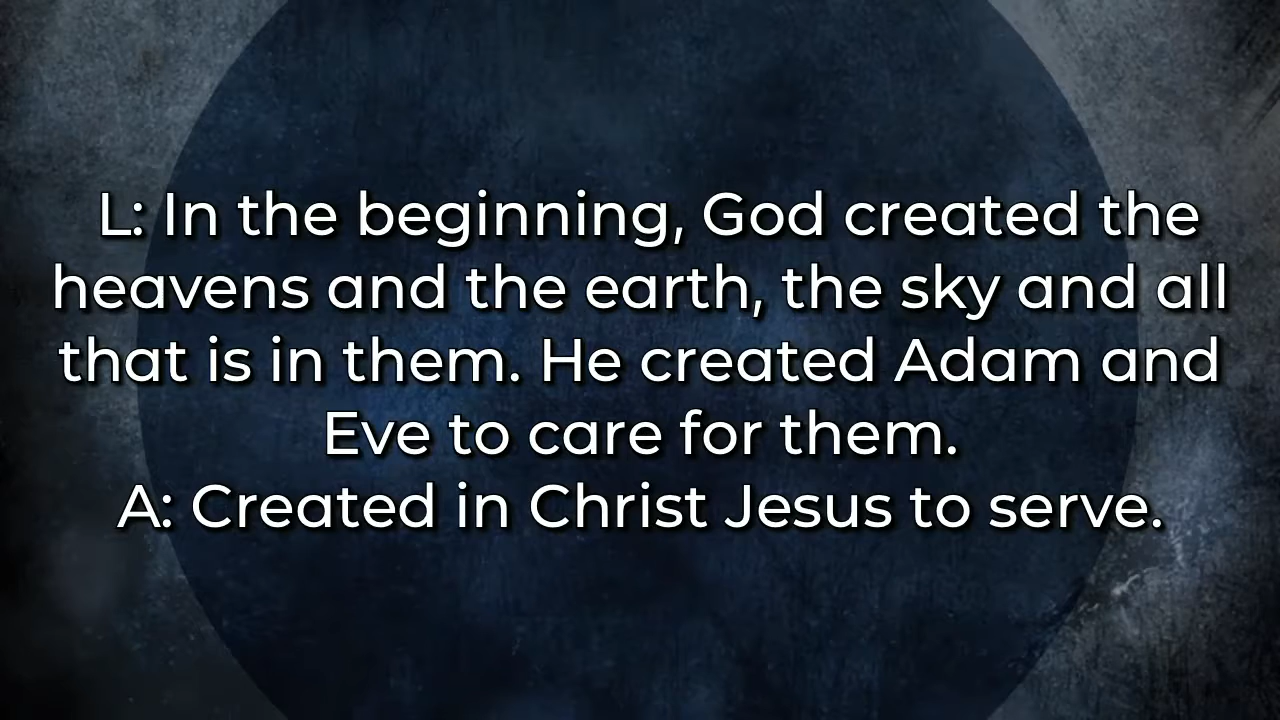 L: In the beginning, God created the
heavens and the earth, the sky and all
that is in them. He created Adam and
Eve to care for them.
A: Created in Christ Jesus to serve.